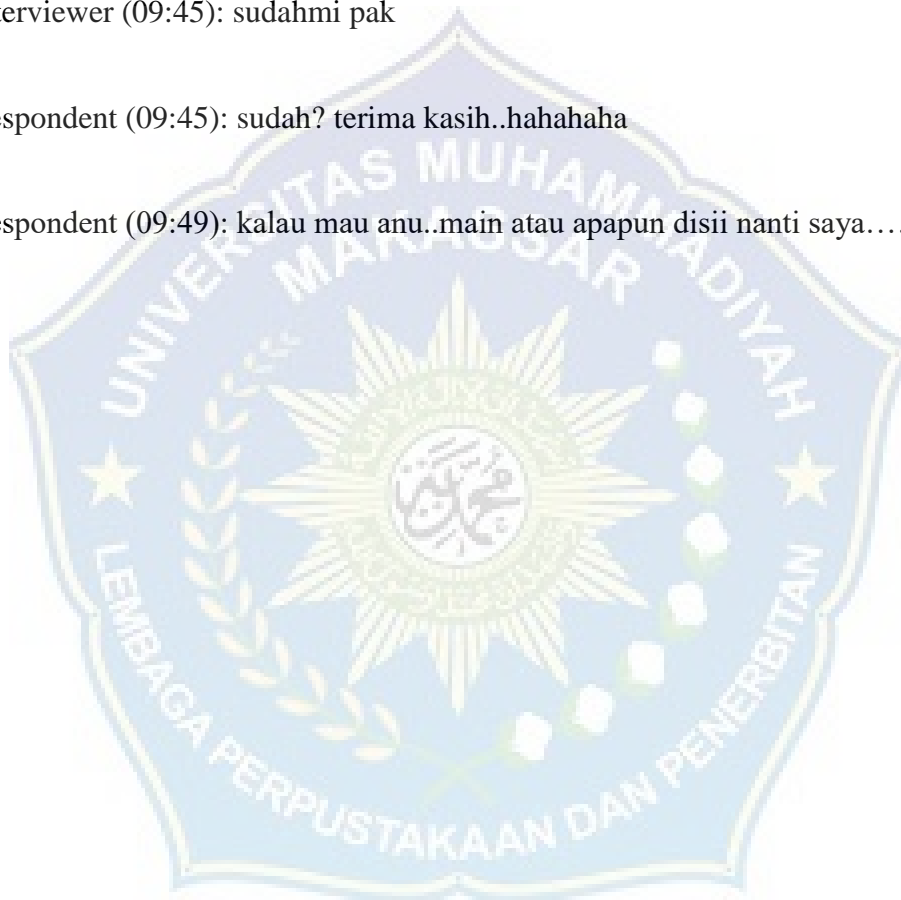 terviewer (09:45): sudahmi pak
espondent (09:45): sudah? terima kasih..hahahaha
espondent (09:49): kalau mau anu..main atau apapun disii nanti saya….
UNIVERSITAS MUHAMMADIYAH
MAKASSAR
LEMBAGA PERPUSTAKAAN DAN PENERBITAN